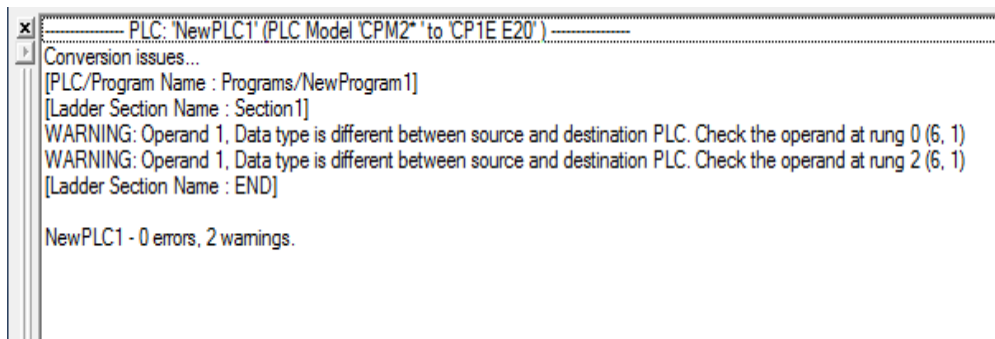 --------------- PLC: 'NewPLC1' (PLC Model 'CPM2*' to 'CP1E E20' ) ---------------
Conversion issues...
[PLC/Program Name : Programs/NewProgram1]
[Ladder Section Name : Section1]
WARNING: Operand 1, Data type is different between source and destination PLC. Check the operand at rung 0 (6, 1)
WARNING: Operand 1, Data type is different between source and destination PLC. Check the operand at rung 2 (6, 1)
[Ladder Section Name : END]
NewPLC1 - 0 errors, 2 warnings.